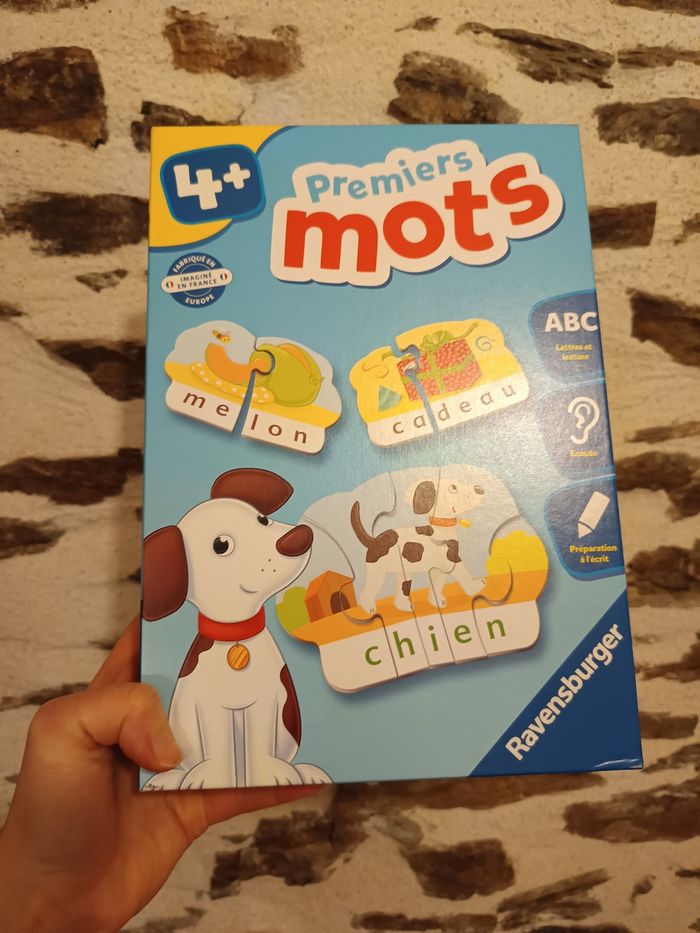 4+
Premiers
mots
FABRIQUÉ EN
IMAGINÉ
EN FRANCE
EUROPE
ABC
Lettres et
lecture
melon
cadeau
Écoute
Préparation
à l'écrit
chien
Ravensburger